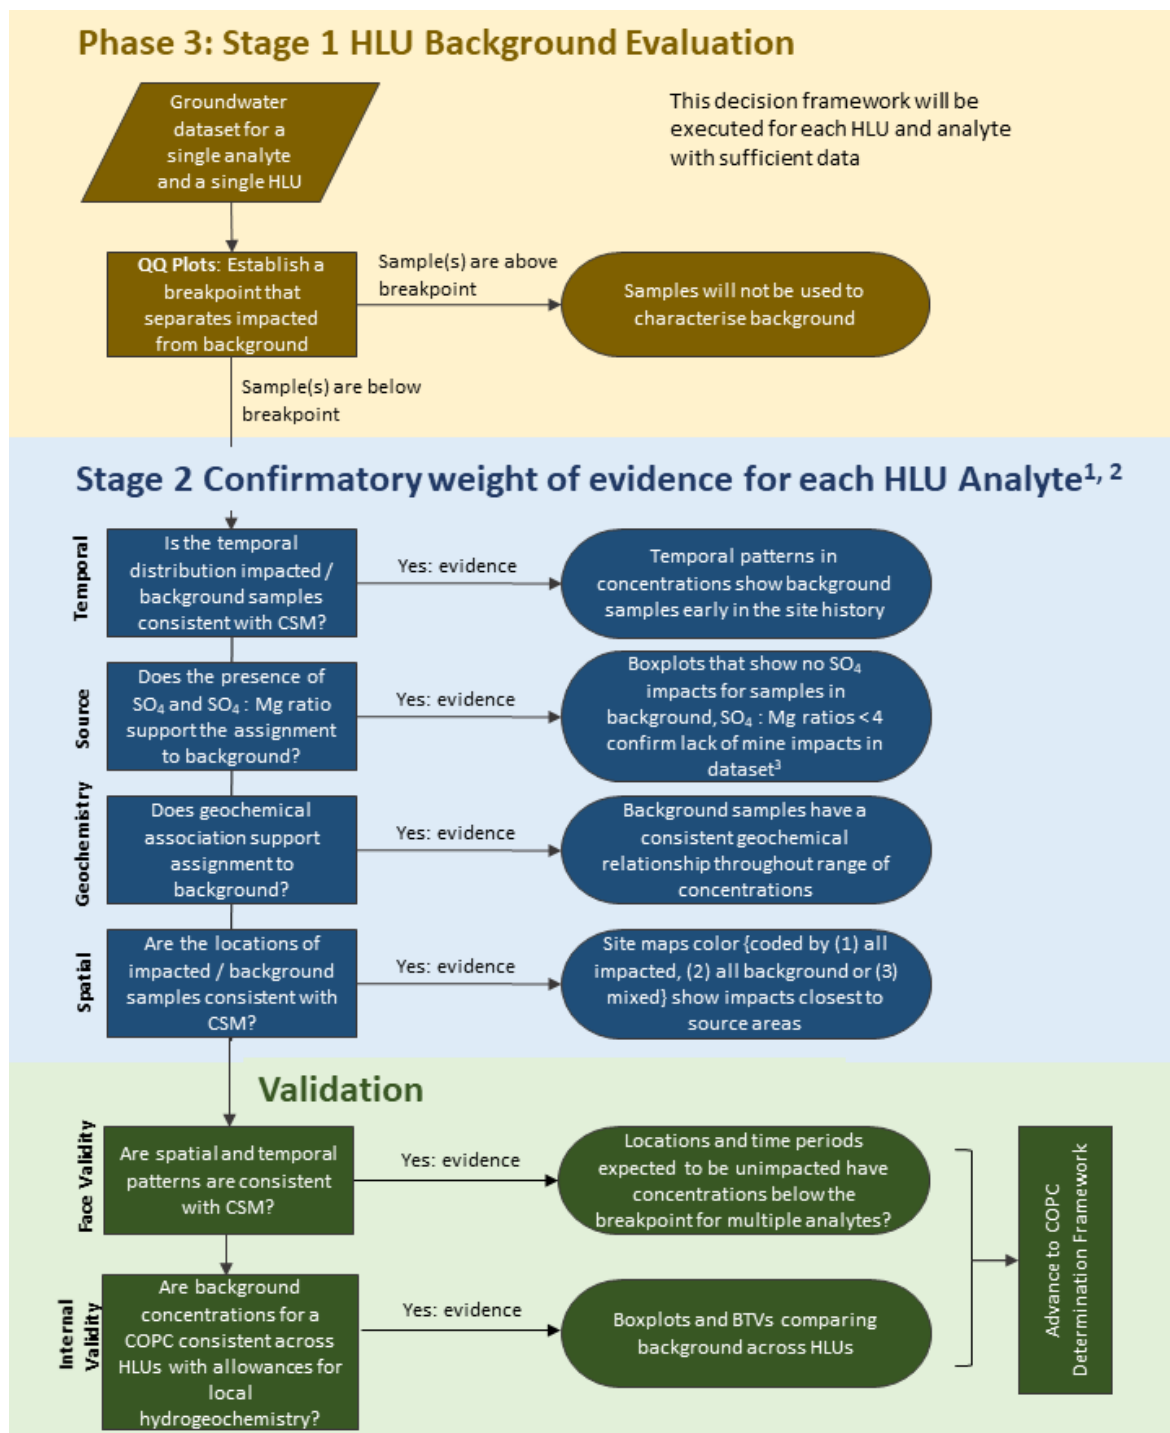 Phase 3: Stage 1 HLU Background Evaluation
Groundwater
dataset for a
single analyte
and a single HLU
This decision framework will be
executed for each HLU and analyte
with sufficient data
QQ Plots: Establish a
breakpoint that
separates impacted
from background
Sample(s) are above
breakpoint
Samples will not be used to
characterise background
Sample(s) are below
breakpoint
Stage 2 Confirmatory weight of evidence for each HLU Analyte1, 2
Temporal
Is the temporal
distribution impacted /
background samples
consistent with CSM?
Yes: evidence
Temporal patterns in
concentrations show background
samples early in the site history
Source
Does the presence of
SO4 and SO4 : Mg ratio
support the assignment
to background?
Yes: evidence
Boxplots that show no SO4
impacts for samples in
background, SO4 : Mg ratios < 4
confirm lack of mine impacts in
dataset3
Geochemistry
Does geochemical
association support
assignment to
background?
Yes: evidence
Background samples have a
consistent geochemical
relationship throughout range of
concentrations
Spatial
Are the locations of
impacted / background
samples consistent with
CSM?
Yes: evidence
Site maps color {coded by (1) all
impacted, (2) all background or (3)
mixed} show impacts closest to
source areas
Validation
Face Validity
Are spatial and temporal
patterns are consistent
with CSM?
Yes: evidence
Locations and time periods
expected to be unimpacted have
concentrations below the
breakpoint for multiple analytes?
Internal
Validity
Are background
concentrations for a
COPC consistent across
HLUs with allowances for
local
hydrogeochemistry?
Yes: evidence
Boxplots and BTVs comparing
background across HLUs
Advance to COPC
Determination Framework